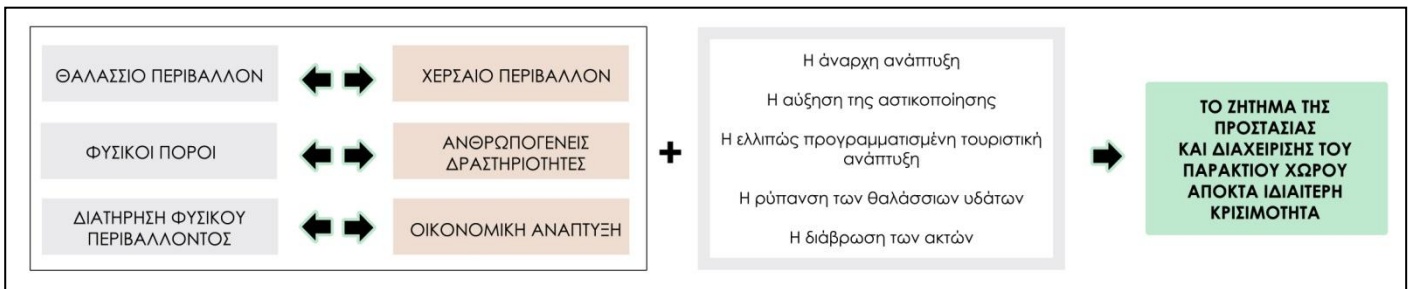 ΘΑΛΑΣΣΙΟ ΠΕΡΙΒΑΛΛΟΝ
ΧΕΡΣΑΙΟ ΠΕΡΙΒΑΛΛΟΝ
ΦΥΣΙΚΟΙ ΠΟΡΟΙ
ΑΝΘΡΩΠΟΓΕΝΕΙΣ
ΔΡΑΣΤΗΡΙΟΤΗΤΕΣ
ΔΙΑΤΗΡΗΣΗ ΦΥΣΙΚΟΥ
ΠΕΡΙΒΑΛΛΟΝΤΟΣ
ΟΙΚΟΝΟΜΙΚΗ ΑΝΑΠΤΥΞΗ
+
Η άναρχη ανάπτυξη
Η αύξηση της αστικοποίησης
Η ελλιπώς προγραμματισμένη τουριστική
ανάπτυξη
Η ρύπανση των θαλάσσιων υδάτων
Η διάβρωση των ακτών
ΤΟ ΖΗΤΗΜΑ ΤΗΣ
ΠΡΟΣΤΑΣΙΑΣ
ΚΑΙ ΔΙΑΧΕΙΡΙΣΗΣ ΤΟΥ
ΠΑΡΑΚΤΙΟΥ ΧΩΡΟΥ
ΑΠΟΚΤΑ ΙΔΙΑΙΤΕΡΗ
ΚΡΙΣΙΜΟΤΗΤΑ